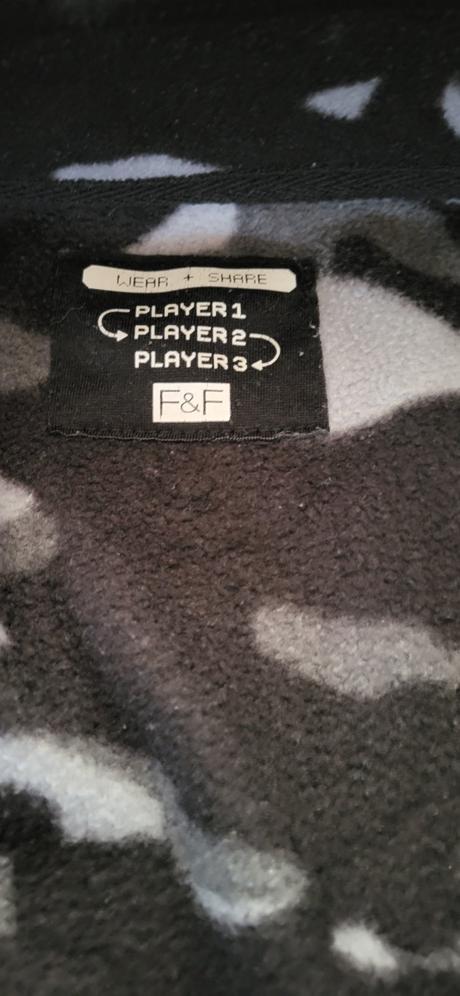 WEAR + SHARE
PLAYER 1
PLAYER 2
PLAYER 3
F&F